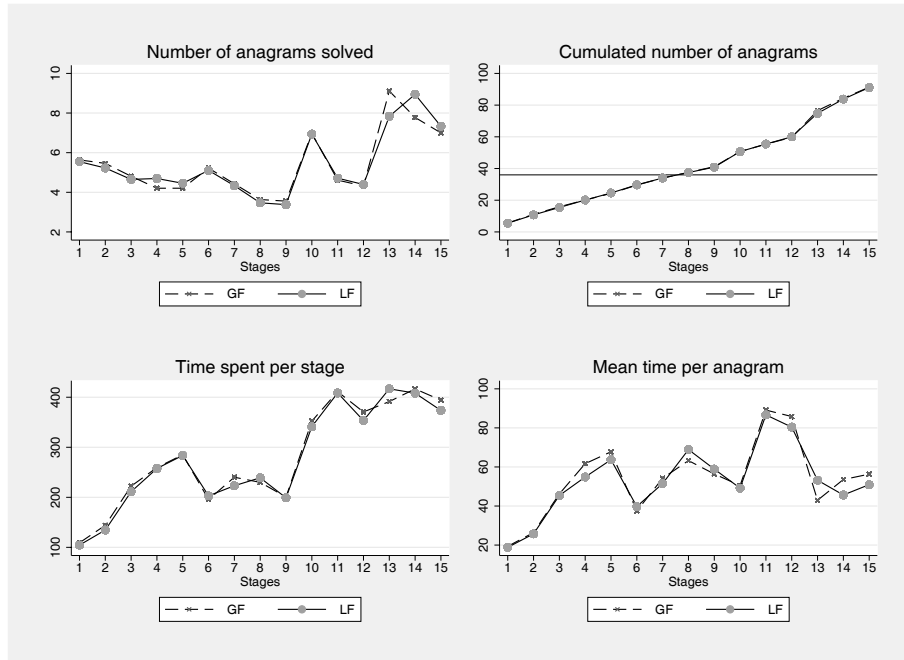 Number of anagrams solved
10
8
6
4
2
1 2 3 4 5 6 7 8 9 10 11 12 13 14 15
Stages
GF LF
Cumulated number of anagrams
100
80
60
40
20
0
1 2 3 4 5 6 7 8 9 10 11 12 13 14 15
Stages
GF LF
Time spent per stage
400
300
200
100
1 2 3 4 5 6 7 8 9 10 11 12 13 14 15
Stages
GF LF
Mean time per anagram
100
80
60
40
20
1 2 3 4 5 6 7 8 9 10 11 12 13 14 15
Stages
GF LF